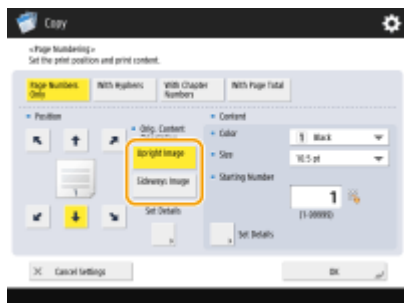 Copy
<Page Numbering>
Set the print position and print content.
Page Numbers Only
With Hyphens
With Chapter Numbers
With Page Total
Position
Orig. Content
Upright Image
Sideways Image
Set Details
Content
Color
1 Black
Size
10.5 pt
Starting Number
1
(1-99999)
Set Details
Cancel Settings
OK